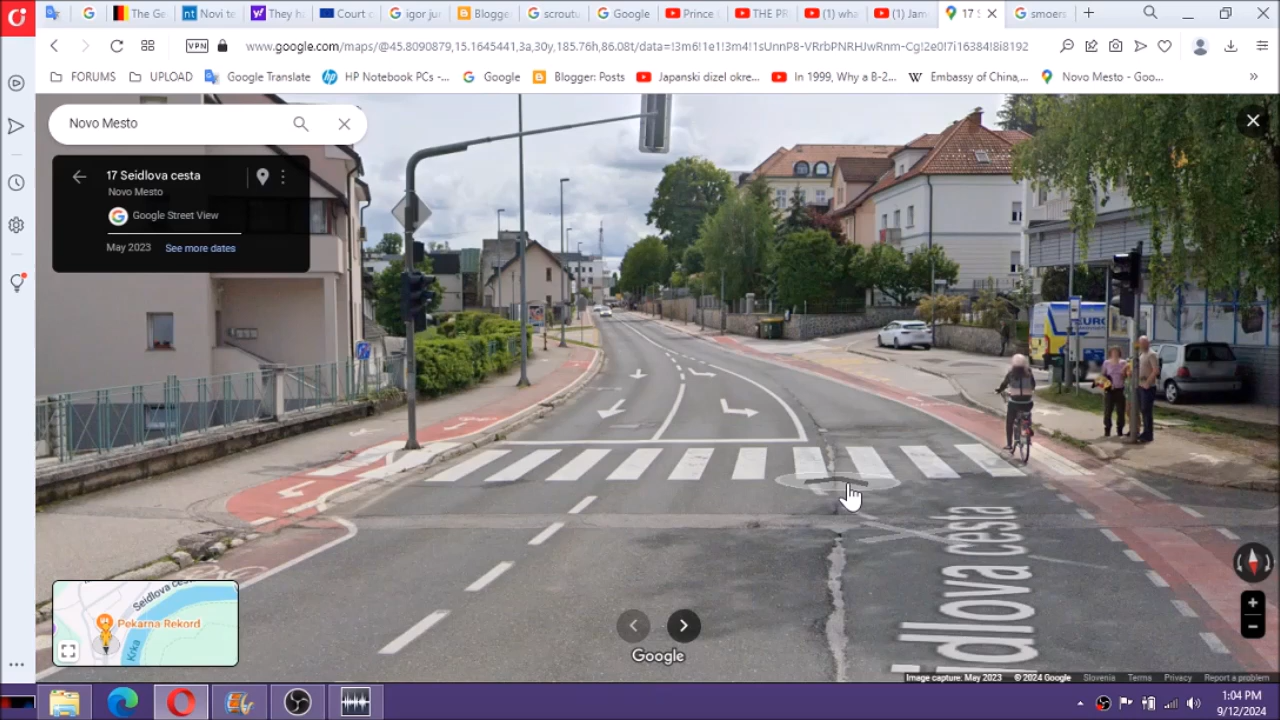 The Ge
Novi te
They h
Court c
igor jur
Blogge
scroutu
Google
Prince
THE PR
(1) wha
(1) Jam
17 S
smoers
VPN
www.google.com/maps/@45.8090879,15.1645441,3a,30y,185.76h,86.08t/data=!3m6!1e1!3m4!1sUnnP8-VRrbPNRHJwRnm-Cg!2e0!7i16384!8i8192
FORUMS
UPLOAD
Google Translate
HP Notebook PCs -...
Google
Blogger: Posts
Japanski dizel okre...
In 1999, Why a B-2...
Embassy of China,...
Novo Mesto - Goo...
Novo Mesto
17 Seidlova cesta
Novo Mesto
Google Street View
May 2023 See more dates
EURO
dlova cesta
Seidlova ces
Pekarna Rekord
Krka
Google
Image capture: May 2023 © 2024 Google Slovenia Terms Privacy Report a problem
1:04 PM
9/12/2024